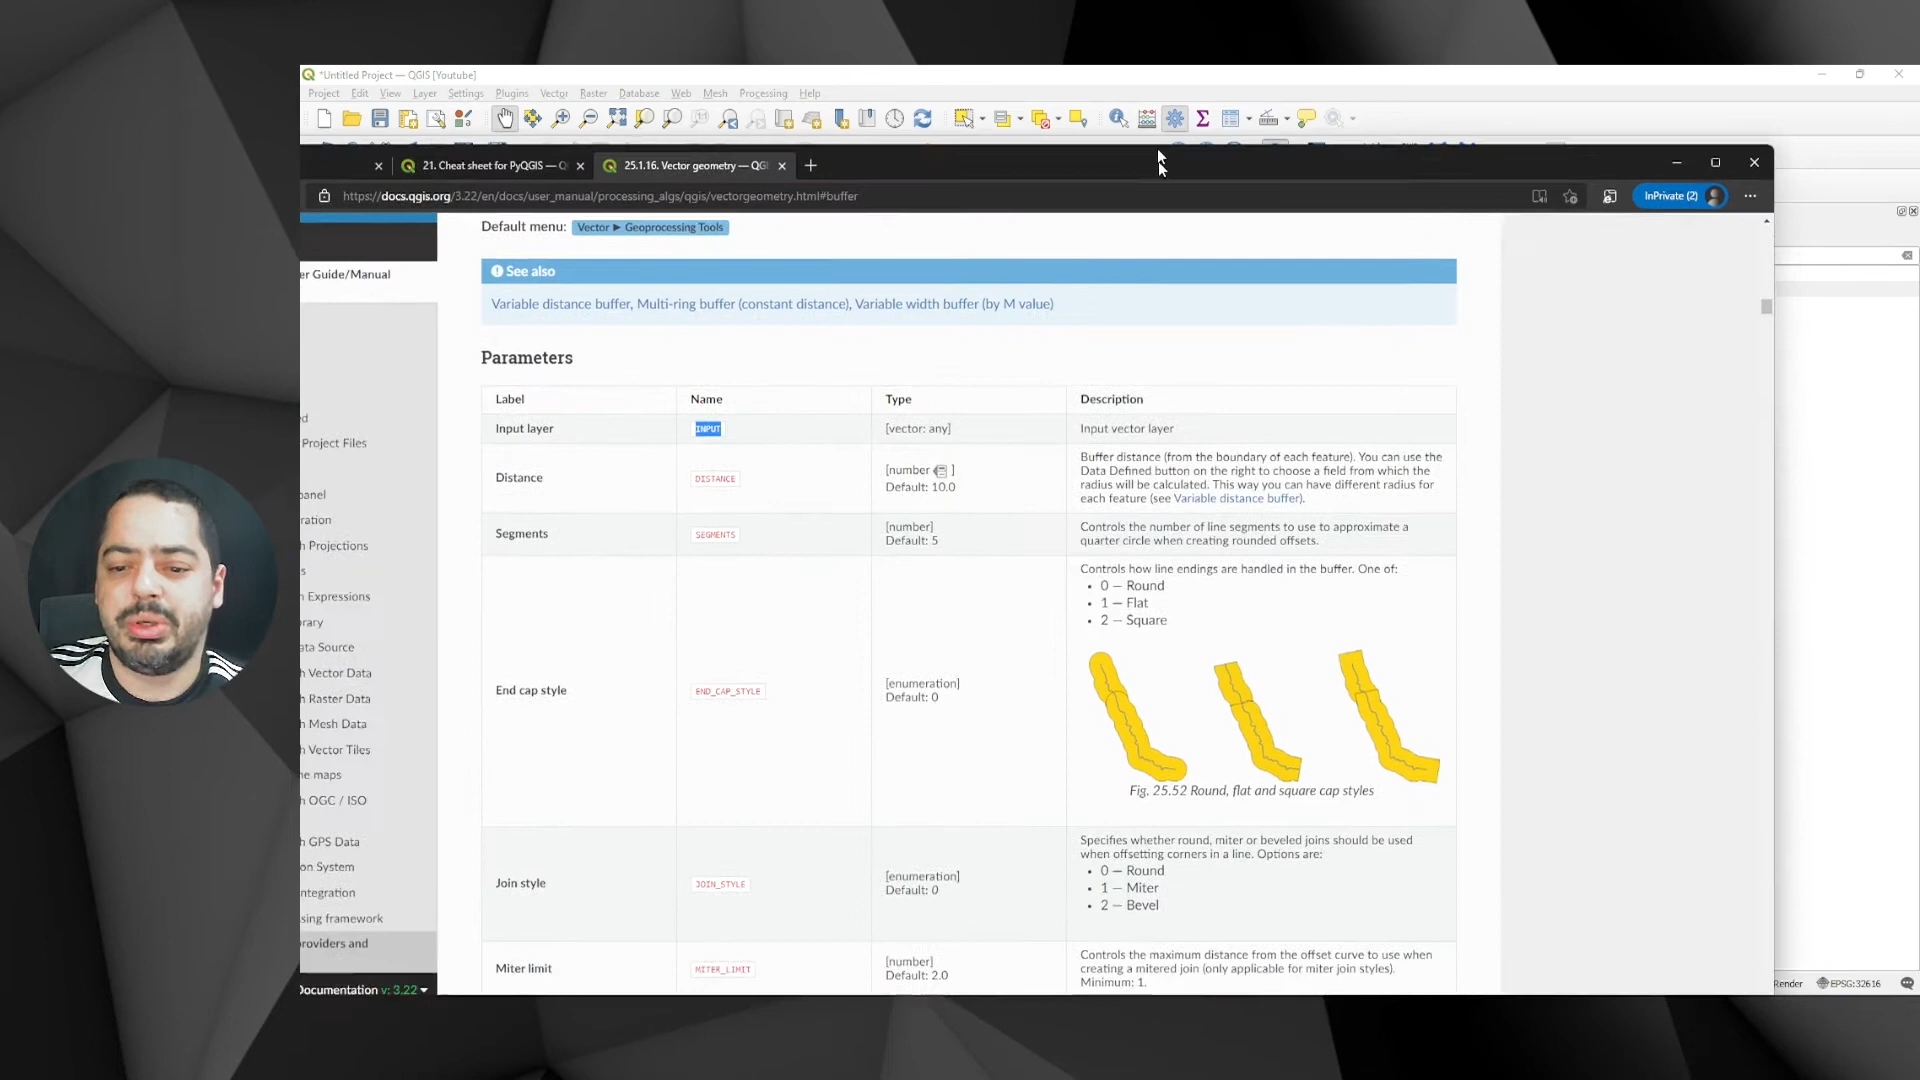 *Untitled Project — QGIS [Youtube]
Project Edit View Layer Settings Plugins Vector Raster Database Web Mesh Processing Help
21. Cheat sheet for PyQGIS — Q
25.1.16. Vector geometry — QGI
https://docs.qgis.org/3.22/en/docs/user_manual/processing_algs/qgis/vectorgeometry.html#buffer
InPrivate (2)
Default menu: Vector ► Geoprocessing Tools
See also
Variable distance buffer, Multi-ring buffer (constant distance), Variable width buffer (by M value)
Parameters
Label Name Type Description
Input layer INPUT [vector: any] Input vector layer
Distance DISTANCE [number ]
Default: 10.0
Buffer distance (from the boundary of each feature). You can use the
Data Defined button on the right to choose a field from which the
radius will be calculated. This way you can have different radius for
each feature (see Variable distance buffer).
Segments SEGMENTS [number]
Default: 5
Controls the number of line segments to use to approximate a
quarter circle when creating rounded offsets.
End cap style END_CAP_STYLE [enumeration]
Default: 0
Controls how line endings are handled in the buffer. One of:
• 0 — Round
• 1 — Flat
• 2 — Square
Fig. 25.52 Round, flat and square cap styles
Join style JOIN_STYLE [enumeration]
Default: 0
Specifies whether round, miter or beveled joins should be used
when offsetting corners in a line. Options are:
• 0 — Round
• 1 — Miter
• 2 — Bevel
Miter limit MITER_LIMIT [number]
Default: 2.0
Controls the maximum distance from the offset curve to use when
creating a mitered join (only applicable for miter join styles).
Minimum: 1.
er Guide/Manual
ed
Project Files
anel
ration
h Projections
s
h Expressions
rary
ata Source
h Vector Data
h Raster Data
h Mesh Data
h Vector Tiles
he maps
h OGC / ISO
h GPS Data
on System
ntegration
sing framework
providers and
Documentation v: 3.22
Render
EPSG:32616